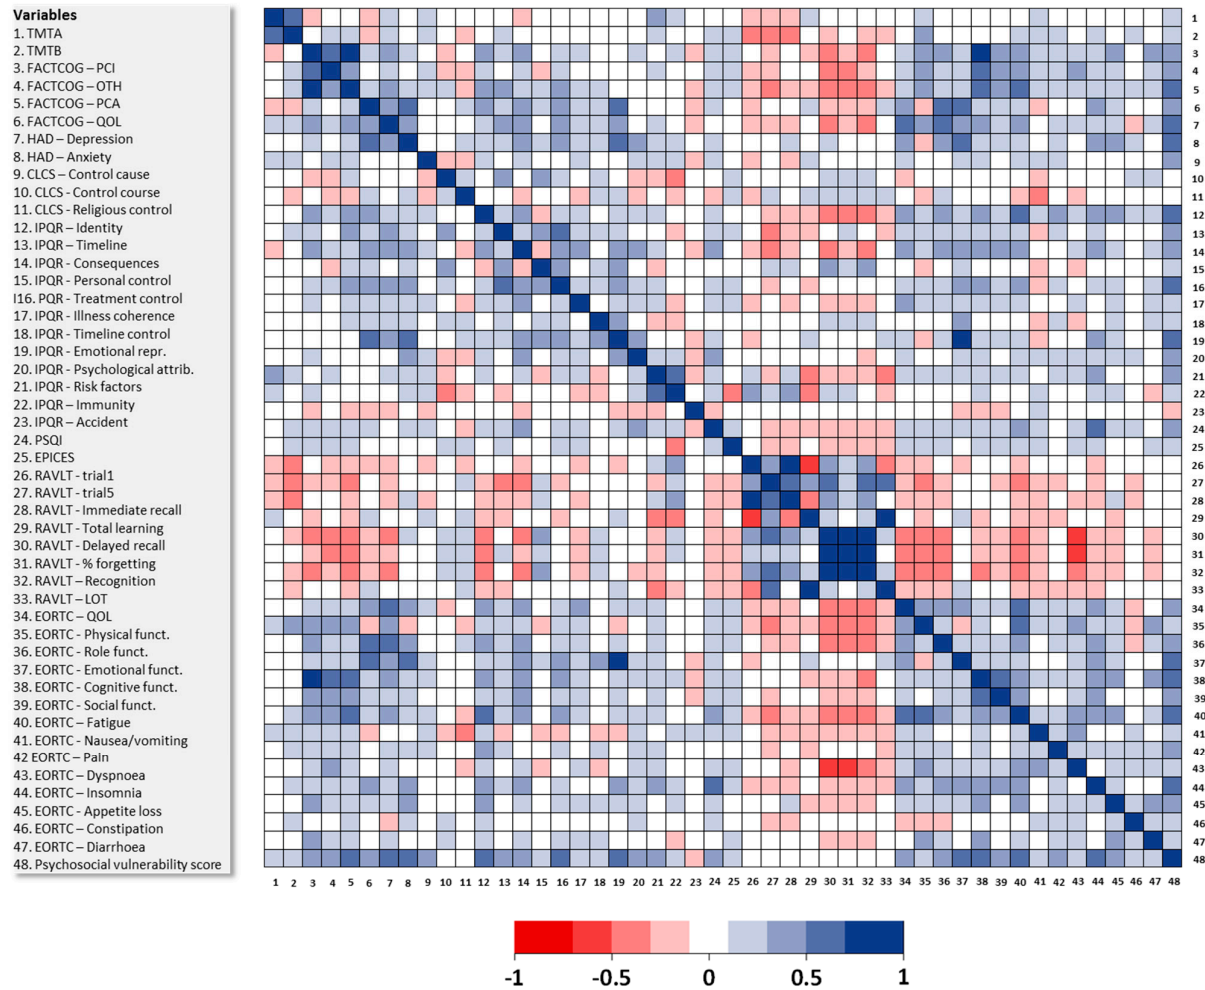 Variables
1. TMTA
2. TMTB
3. FACTCOG – PCI
4. FACTCOG – OTH
5. FACTCOG – PCA
6. FACTCOG – QOL
7. HAD – Depression
8. HAD – Anxiety
9. CLCS – Control cause
10. CLCS - Control course
11. CLCS - Religious control
12. IPQR – Identity
13. IPQR – Timeline
14. IPQR - Consequences
15. IPQR - Personal control
I16. PQR - Treatment control
17. IPQR - Illness coherence
18. IPQR - Timeline control
19. IPQR - Emotional repr.
20. IPQR - Psychological attrib.
21. IPQR - Risk factors
22. IPQR – Immunity
23. IPQR – Accident
24. PSQI
25. EPICES
26. RAVLT - trial1
27. RAVLT - trial5
28. RAVLT - Immediate recall
29. RAVLT - Total learning
30. RAVLT - Delayed recall
31. RAVLT - % forgetting
32. RAVLT – Recognition
33. RAVLT – LOT
34. EORTC – QOL
35. EORTC - Physical funct.
36. EORTC - Role funct.
37. EORTC - Emotional funct.
38. EORTC - Cognitive funct.
39. EORTC - Social funct.
40. EORTC – Fatigue
41. EORTC - Nausea/vomiting
42 EORTC – Pain
43. EORTC – Dyspnoea
44. EORTC – Insomnia
45. EORTC - Appetite loss
46. EORTC – Constipation
47. EORTC – Diarrhoea
48. Psychosocial vulnerability score
1
2
3
4
5
6
7
8
9
10
11
12
13
14
15
16
17
18
19
20
21
22
23
24
25
26
27
28
29
30
31
32
33
34
35
36
37
38
39
40
41
42
43
44
45
46
47
48
1 2 3 4 5 6 7 8 9 10 11 12 13 14 15 16 17 18 19 20 21 22 23 24 25 26 27 28 29 30 31 32 33 34 35 36 37 38 39 40 41 42 43 44 45 46 47 48
-1 -0.5 0 0.5 1